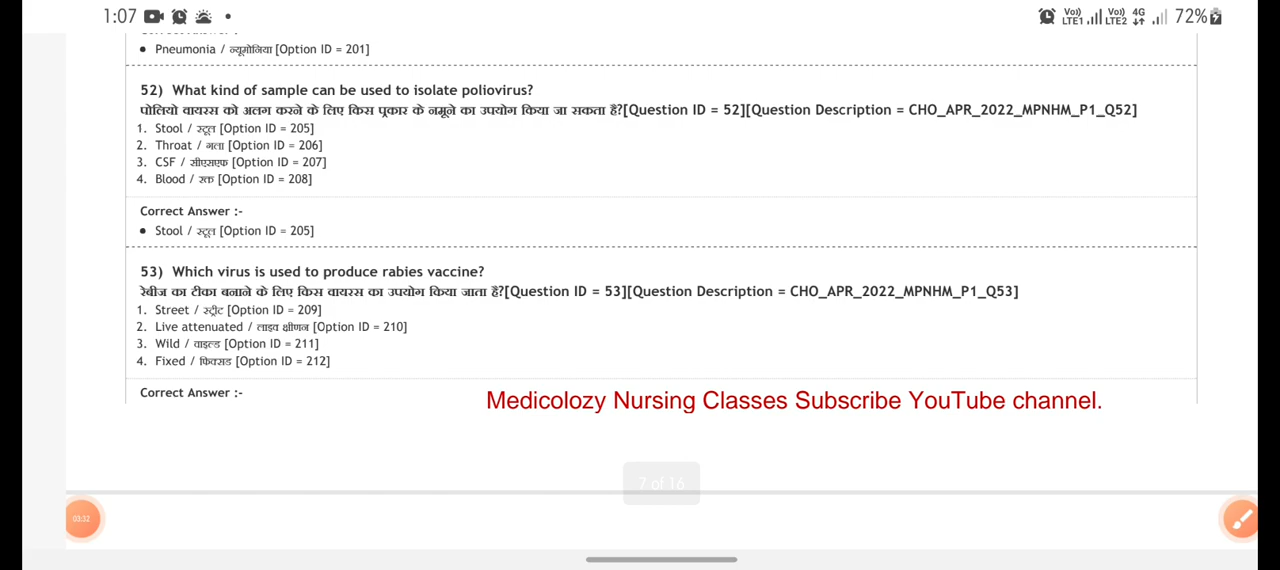 1:07
Vo) LTE1 Vo) LTE2 4G 72%
Correct Answer :-
• Pneumonia / न्यूमोनिया [Option ID = 201]
52) What kind of sample can be used to isolate poliovirus?
पोलियो वायरस को अलग करने के लिए किस प्रकार के नमूने का उपयोग किया जा सकता है?[Question ID = 52][Question Description = CHO_APR_2022_MPNHM_P1_Q52]
1. Stool / स्टूल [Option ID = 205]
2. Throat / गला [Option ID = 206]
3. CSF / सीएसएफ [Option ID = 207]
4. Blood / रक्त [Option ID = 208]
Correct Answer :-
• Stool / स्टूल [Option ID = 205]
53) Which virus is used to produce rabies vaccine?
रेबीज का टीका बनाने के लिए किस वायरस का उपयोग किया जाता है?[Question ID = 53][Question Description = CHO_APR_2022_MPNHM_P1_Q53]
1. Street / स्ट्रीट [Option ID = 209]
2. Live attenuated / लाइव क्षीणन [Option ID = 210]
3. Wild / वाइल्ड [Option ID = 211]
4. Fixed / फिक्सड [Option ID = 212]
Correct Answer :-
Medicolozy Nursing Classes Subscribe YouTube channel.
7 of 16
03:32